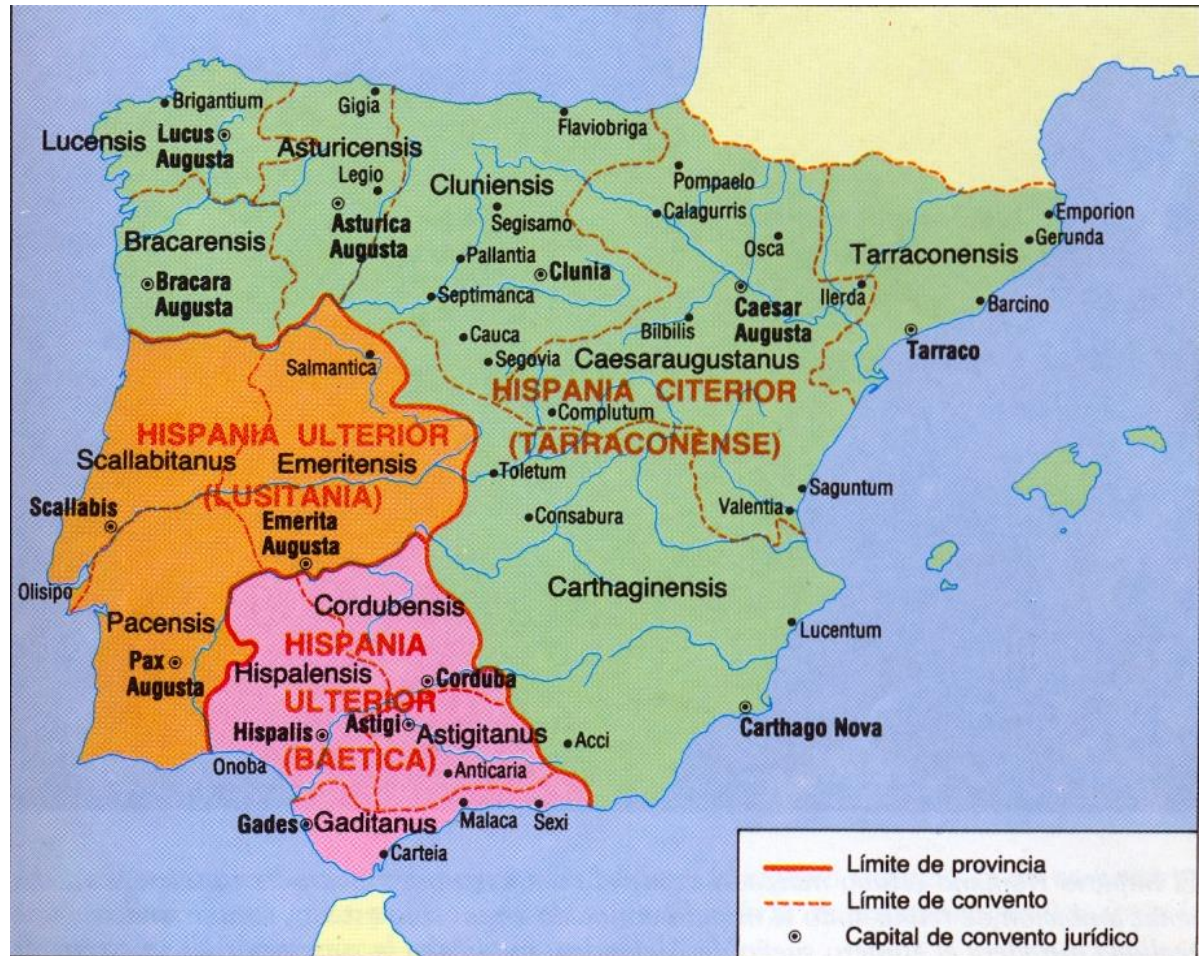 Brigantium
Gigia
Flaviobriga
Lucensis
Lucus
Augusta
Asturicensis
Legio
Cluniensis
Pompaelo
Asturica
Augusta
Segisamo
Calagurris
Emporion
Bracarensis
Osca
Tarraconensis
Gerunda
Bracara
Augusta
Pallantia
Clunia
Septimanca
Caesar
Augusta
Ilerda
Barcino
Cauca
Bilbilis
Tarraco
Salmantica
Segovia
Caesaraugustanus
HISPANIA CITERIOR
(TARRACONENSE)
Complutum
HISPANIA ULTERIOR
(LUSITANIA)
Scallabitanus
Emeritensis
Toletum
Saguntum
Valentia
Scallabis
Emerita
Augusta
Consabura
Olisipo
Carthaginensis
Pacensis
Cordubensis
Lucentum
HISPANIA
ULTERIOR
(BAETICA)
Pax
Augusta
Hispalensis
Corduba
Carthago Nova
Hispalis
Astigi
Astigitanus
Acci
Onoba
Anticaria
Gades
Gaditanus
Malaca
Sexi
Carteia
Límite de provincia
Límite de convento
Capital de convento jurídico